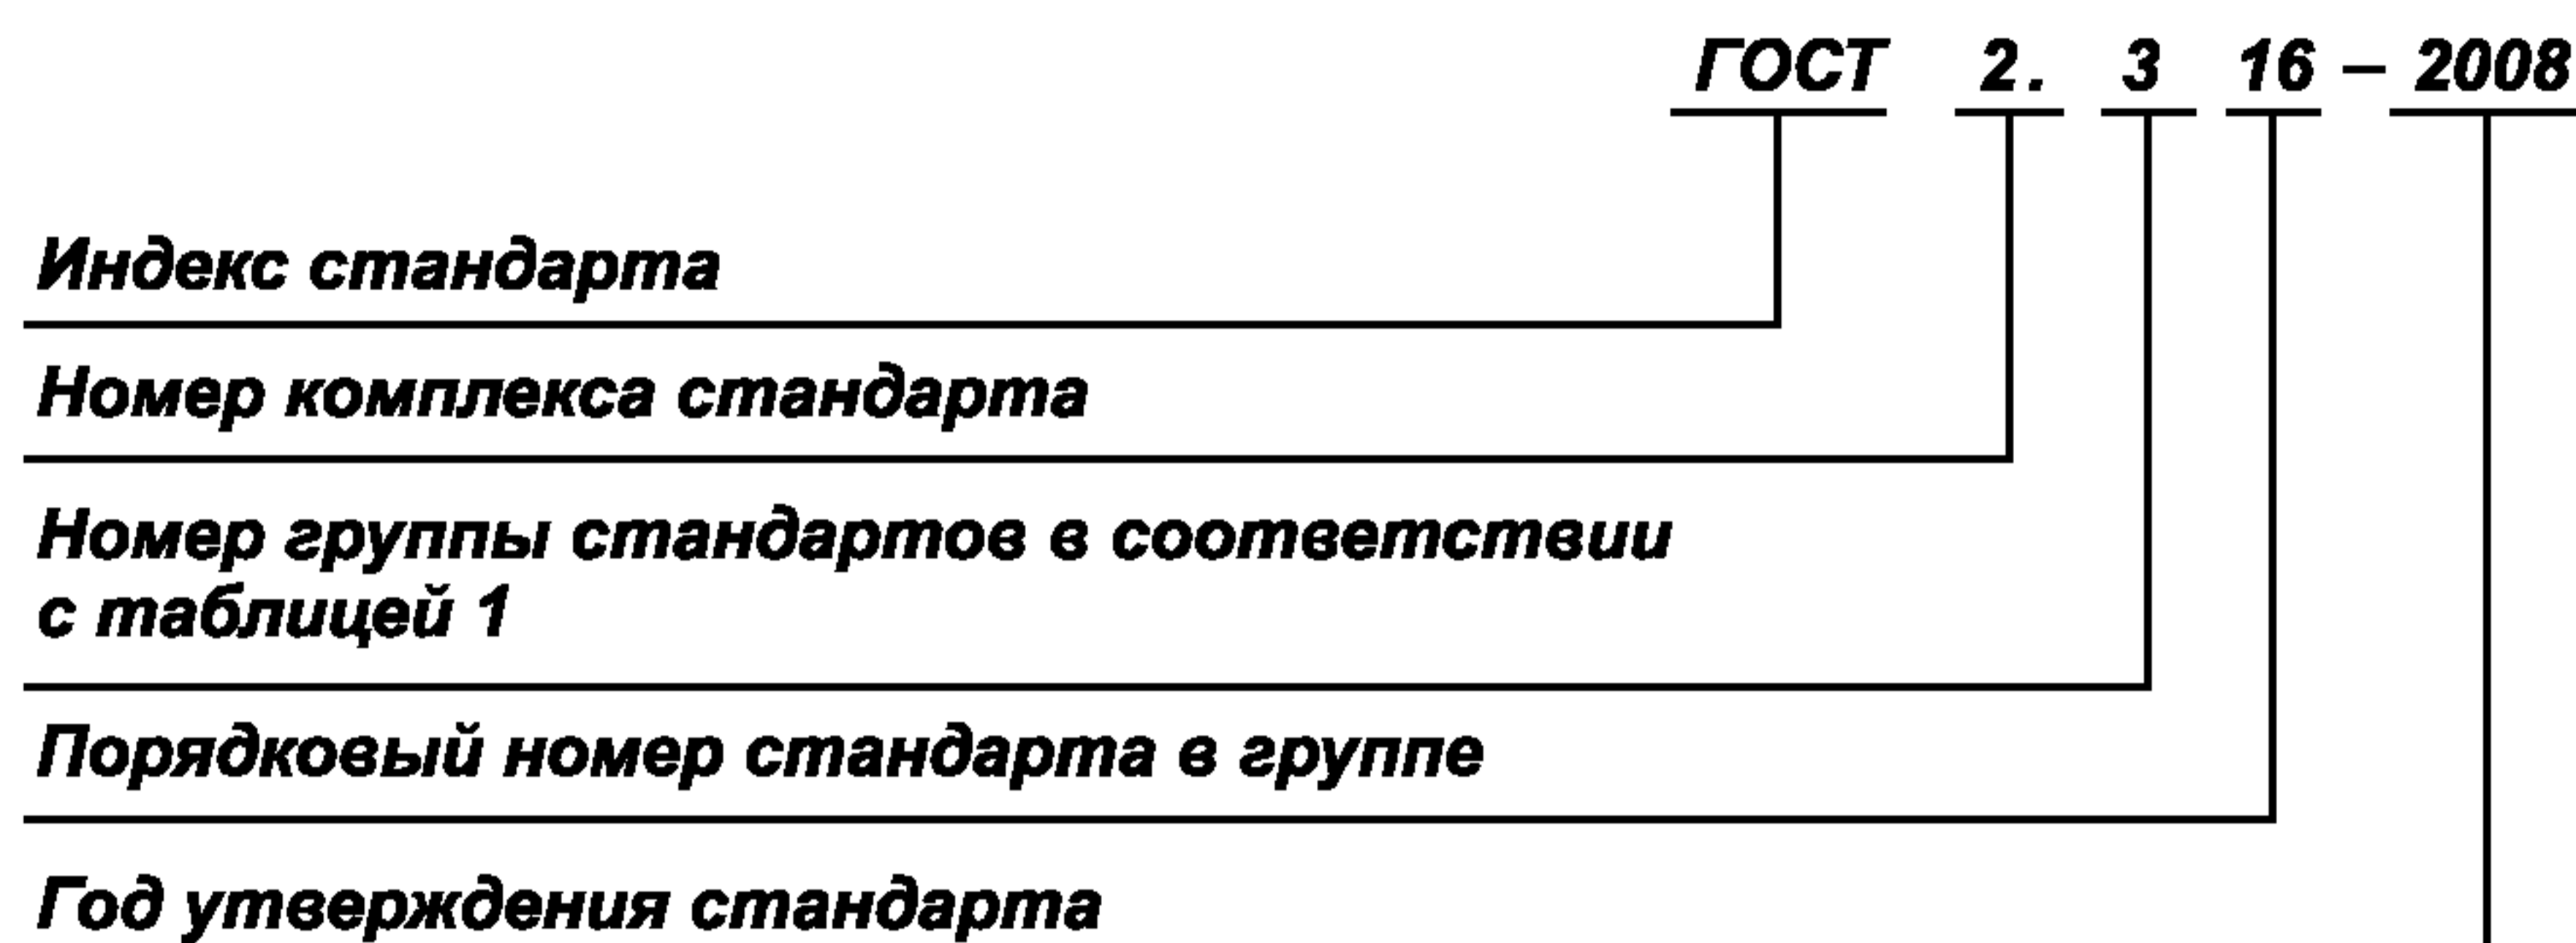 ГОСТ 2. 3 16 – 2008
Индекс стандарта
Номер комплекса стандарта
Номер группы стандартов в соответствии
с таблицей 1
Порядковый номер стандарта в группе
Год утверждения стандарта